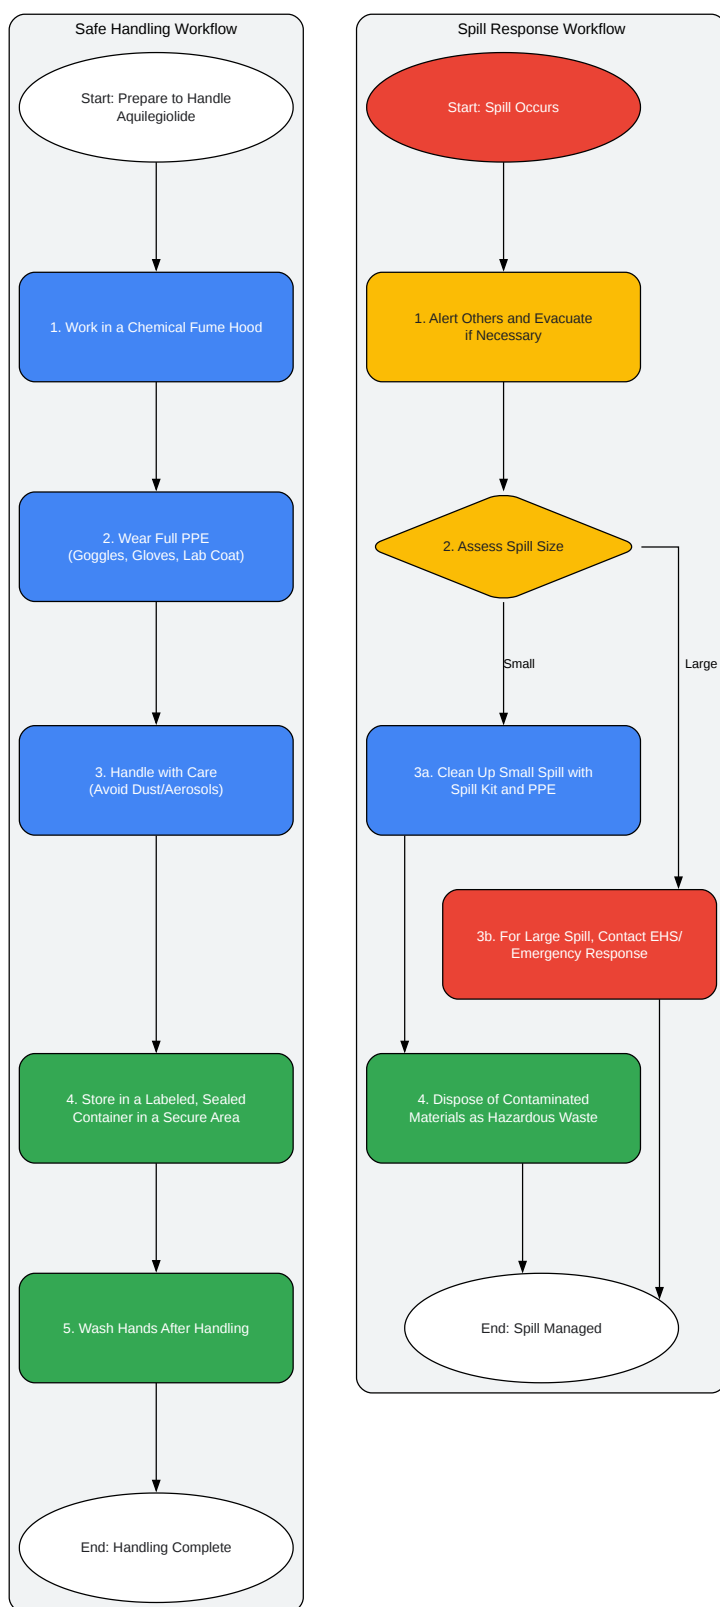 Safe Handling Workflow
Start: Prepare to Handle
Aquilegiolide
1. Work in a Chemical Fume Hood
2. Wear Full PPE
(Goggles, Gloves, Lab Coat)
3. Handle with Care
(Avoid Dust/Aerosols)
4. Store in a Labeled, Sealed
Container in a Secure Area
5. Wash Hands After Handling
End: Handling Complete
Spill Response Workflow
Start: Spill Occurs
1. Alert Others and Evacuate
if Necessary
2. Assess Spill Size
Small
Large
3a. Clean Up Small Spill with
Spill Kit and PPE
3b. For Large Spill, Contact EHS/
Emergency Response
4. Dispose of Contaminated
Materials as Hazardous Waste
End: Spill Managed